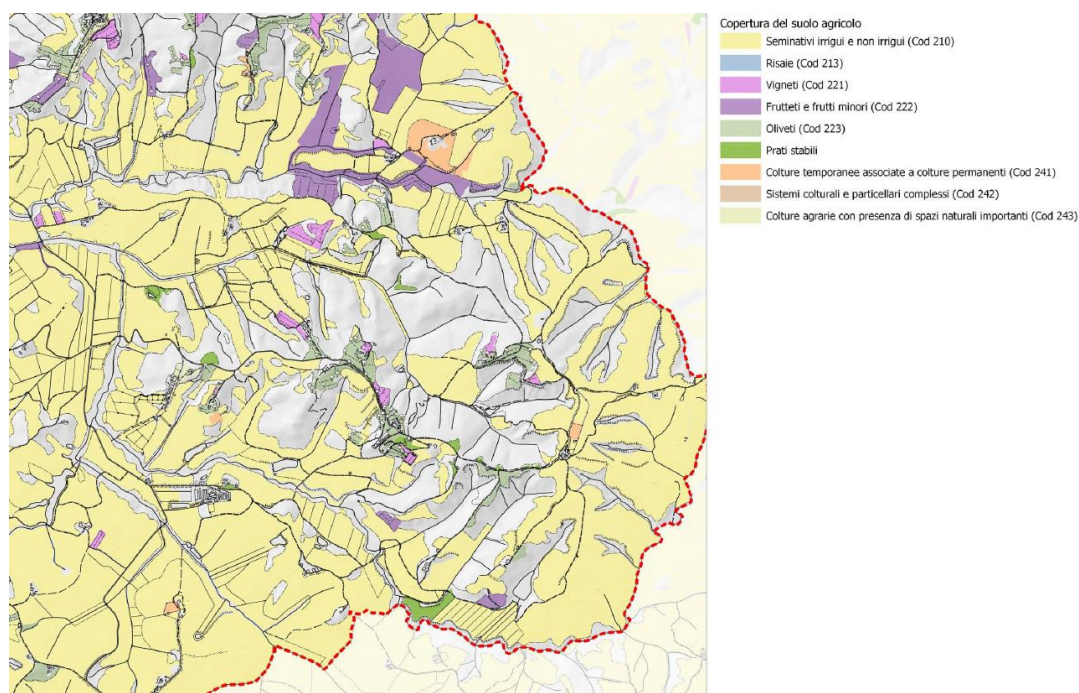 Copertura del suolo agricolo
Seminativi irrigui e non irrigui (Cod 210)
Risaie (Cod 213)
Vigneti (Cod 221)
Frutteti e frutti minori (Cod 222)
Oliveti (Cod 223)
Prati stabili
Colture temporanee associate a colture permanenti (Cod 241)
Sistemi colturali e particellari complessi (Cod 242)
Colture agrarie con presenza di spazi naturali importanti (Cod 243)